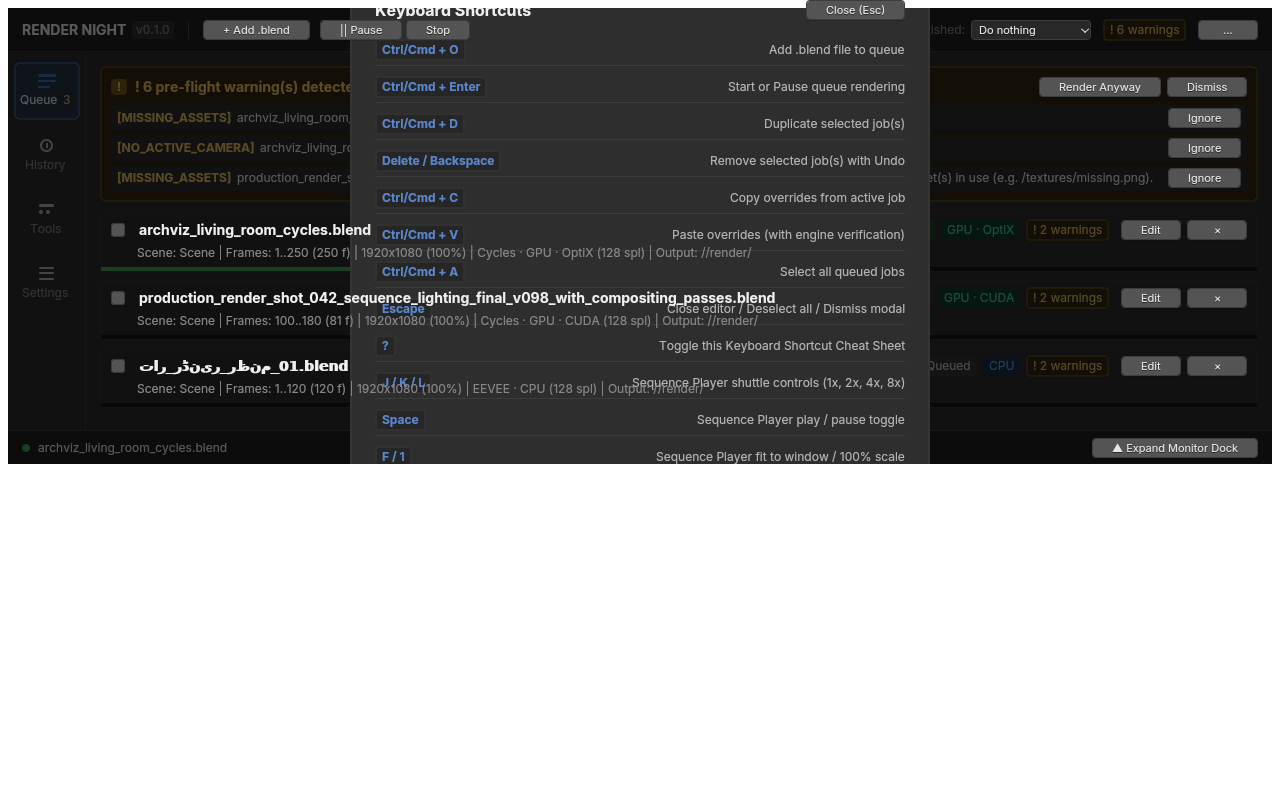 Keyboard Shortcuts
Close (Esc)
RENDER NIGHT v0.1.0
+ Add .blend
|| Pause
Stop
Do nothing
! 6 warnings
...
Ctrl/Cmd + O Add .blend file to queue
Queue 3
History
Tools
Settings
! ! 6 pre-flight warning(s)
Render Anyway
Dismiss
Ctrl/Cmd + Enter Start or Pause queue rendering
[MISSING_ASSETS] archviz_living_room_
Ignore
Ctrl/Cmd + D Duplicate selected job(s)
[NO_ACTIVE_CAMERA]
Ignore
Delete / Backspace Remove selected job(s) with Undo
[MISSING_ASSETS]
in use (e.g. /textures/missing.png).
Ignore
Ctrl/Cmd + C Copy overrides from active job
archviz_living_room_cycles.blend
GPU · OptiX
! 2 warnings
Edit
×
Ctrl/Cmd + V Paste overrides (with engine verification)
Scene: Scene | Frames: 1..250 (250 f) | 1920x1080 (100%) | Cycles · GPU · OptiX (128 spl) | Output: //render/
Ctrl/Cmd + A Select all queued jobs
production_render_shot_042_sequence_lighting_final_v098_with_compositing_passes.blend
GPU · CUDA
! 2 warnings
Edit
×
Escape Close editor / Deselect all / Dismiss modal
Scene: Scene | Frames: 100..180 (81 f) | 1920x1080 (100%) | Cycles · GPU · CUDA (128 spl) | Output: //render/
? Toggle this Keyboard Shortcut Cheat Sheet
منظر_رینڈر_رات_01.blend
Queued
CPU
! 2 warnings
Edit
×
J / K / L Sequence Player shuttle controls (1x, 2x, 4x, 8x)
Scene: Scene | Frames: 1..120 (120 f) | 1920x1080 (100%) | EEVEE · CPU (128 spl) | Output: //render/
Space Sequence Player play / pause toggle
archviz_living_room_cycles.blend
▲ Expand Monitor Dock
F / 1 Sequence Player fit to window / 100% scale